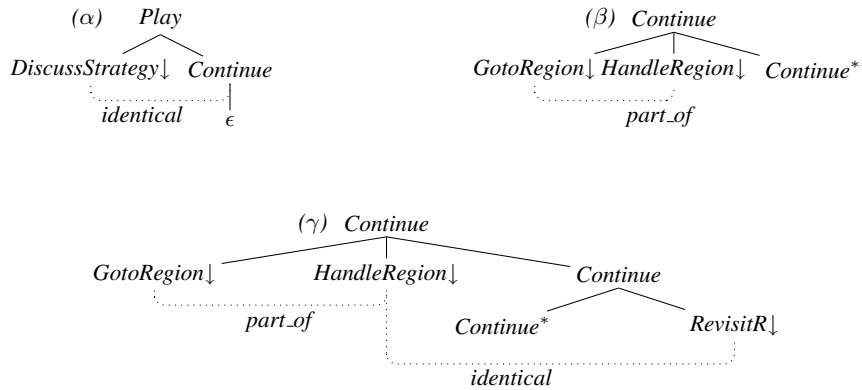 (α) Play
DiscussStrategy↓ Continue
identical
ϵ
(β) Continue
GotoRegion↓ HandleRegion↓ Continue*
part_of
(γ) Continue
GotoRegion↓ HandleRegion↓ Continue
part_of
Continue* RevisitR↓
identical